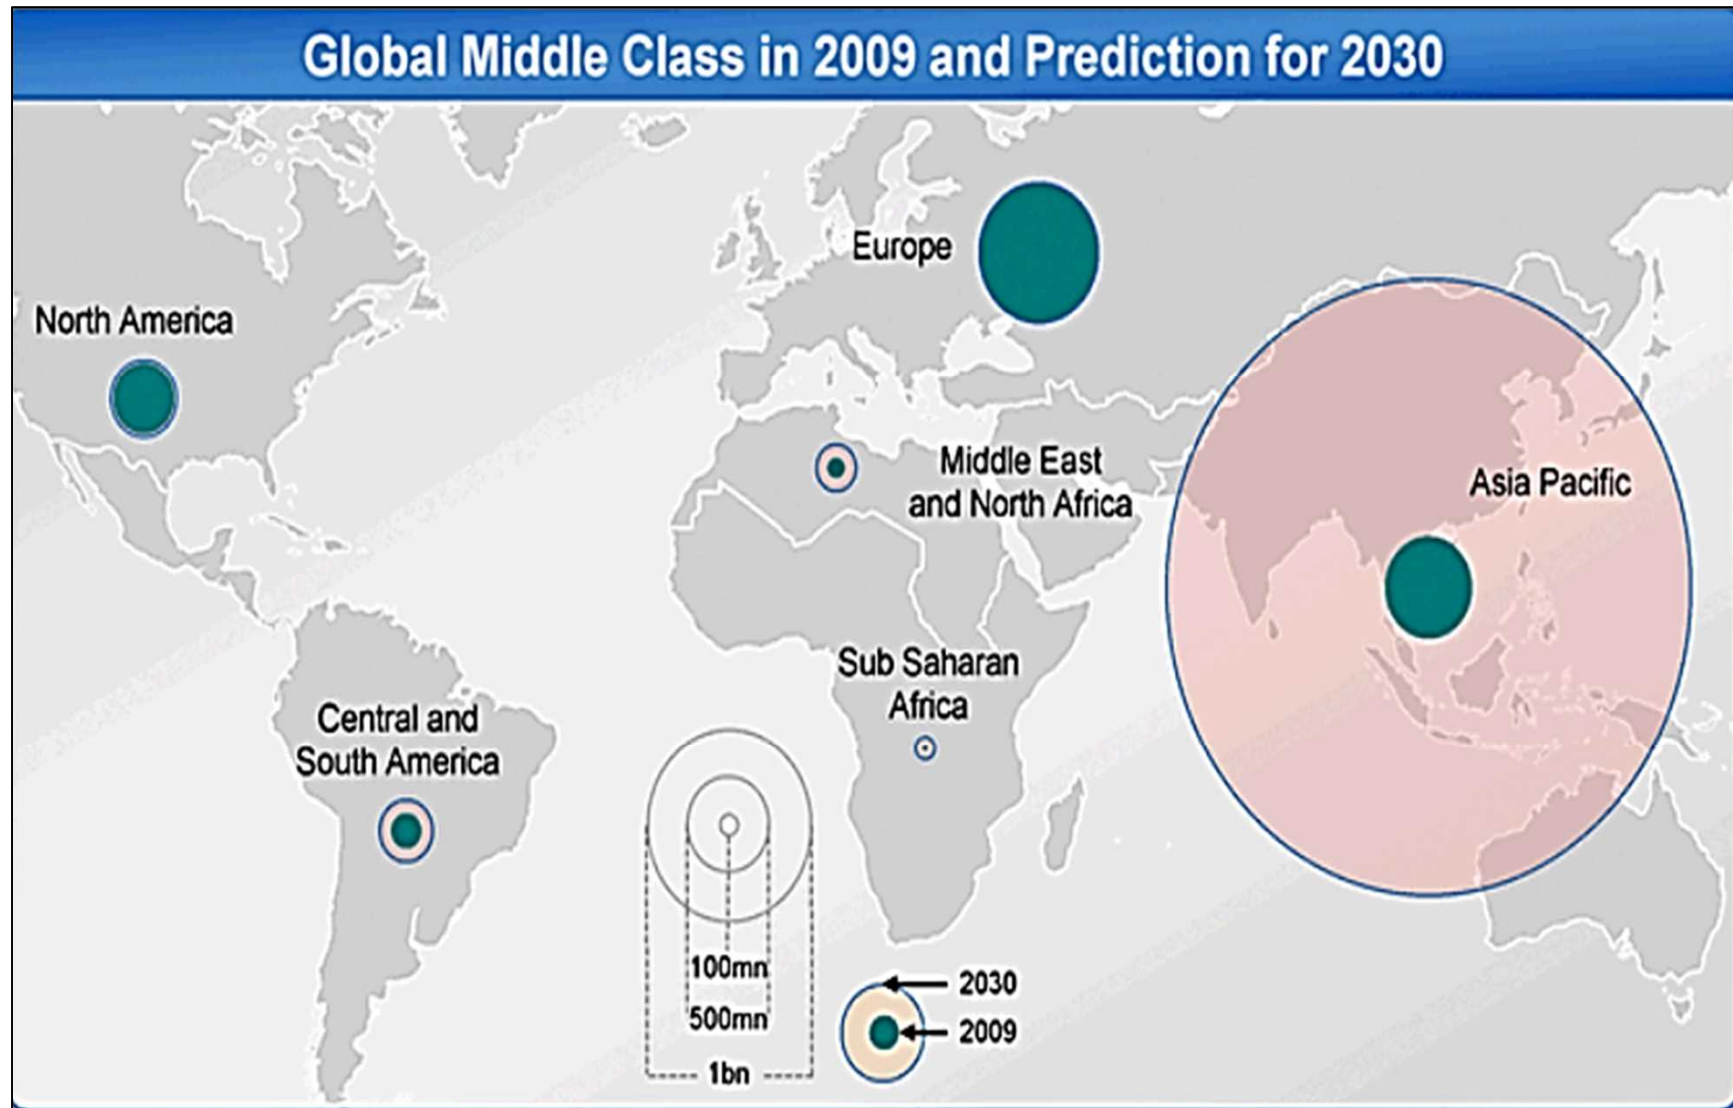 Global Middle Class in 2009 and Prediction for 2030
Europe
North America
Middle East
and North Africa
Asia Pacific
Sub Saharan
Africa
Central and
South America
100mn
500mn
1bn
2030
2009